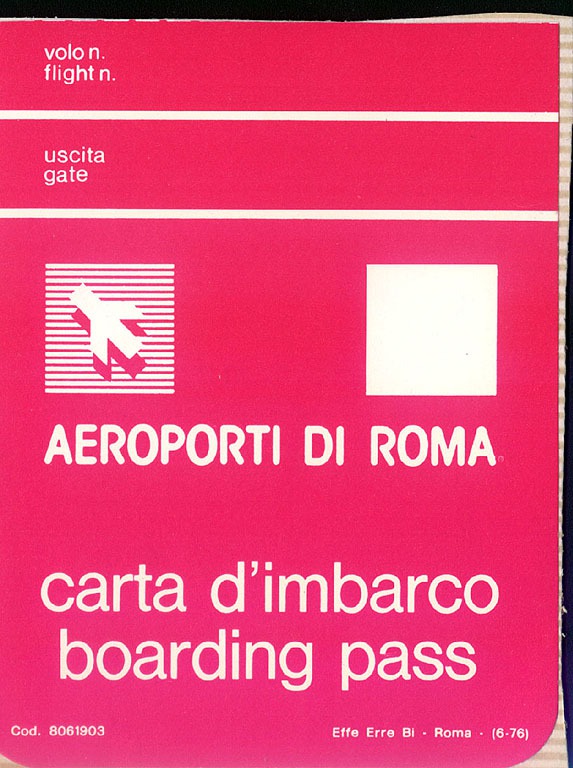 volo n.
flight n.
uscita
gate
AEROPORTI DI ROMA
carta d'imbarco
boarding pass
Cod. 8061903
Effe Erre Bi - Roma - (6-76)